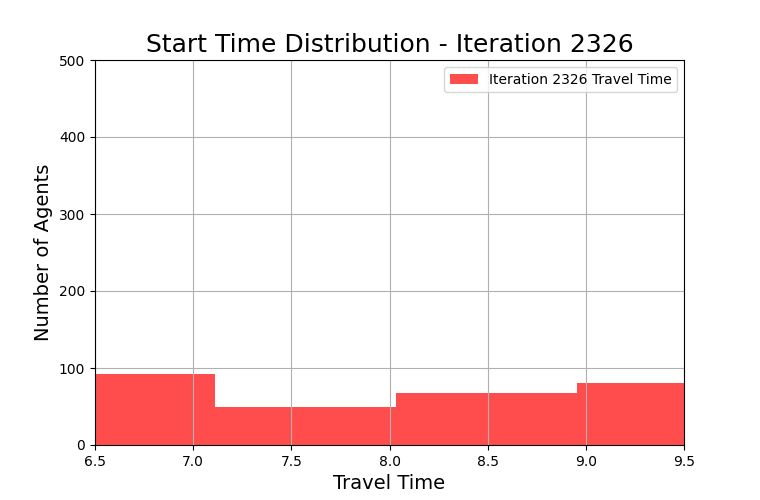 Start Time Distribution - Iteration 2326
Iteration 2326 Travel Time
Number of Agents
500
400
300
200
100
0
6.5 7.0 7.5 8.0 8.5 9.0 9.5
Travel Time